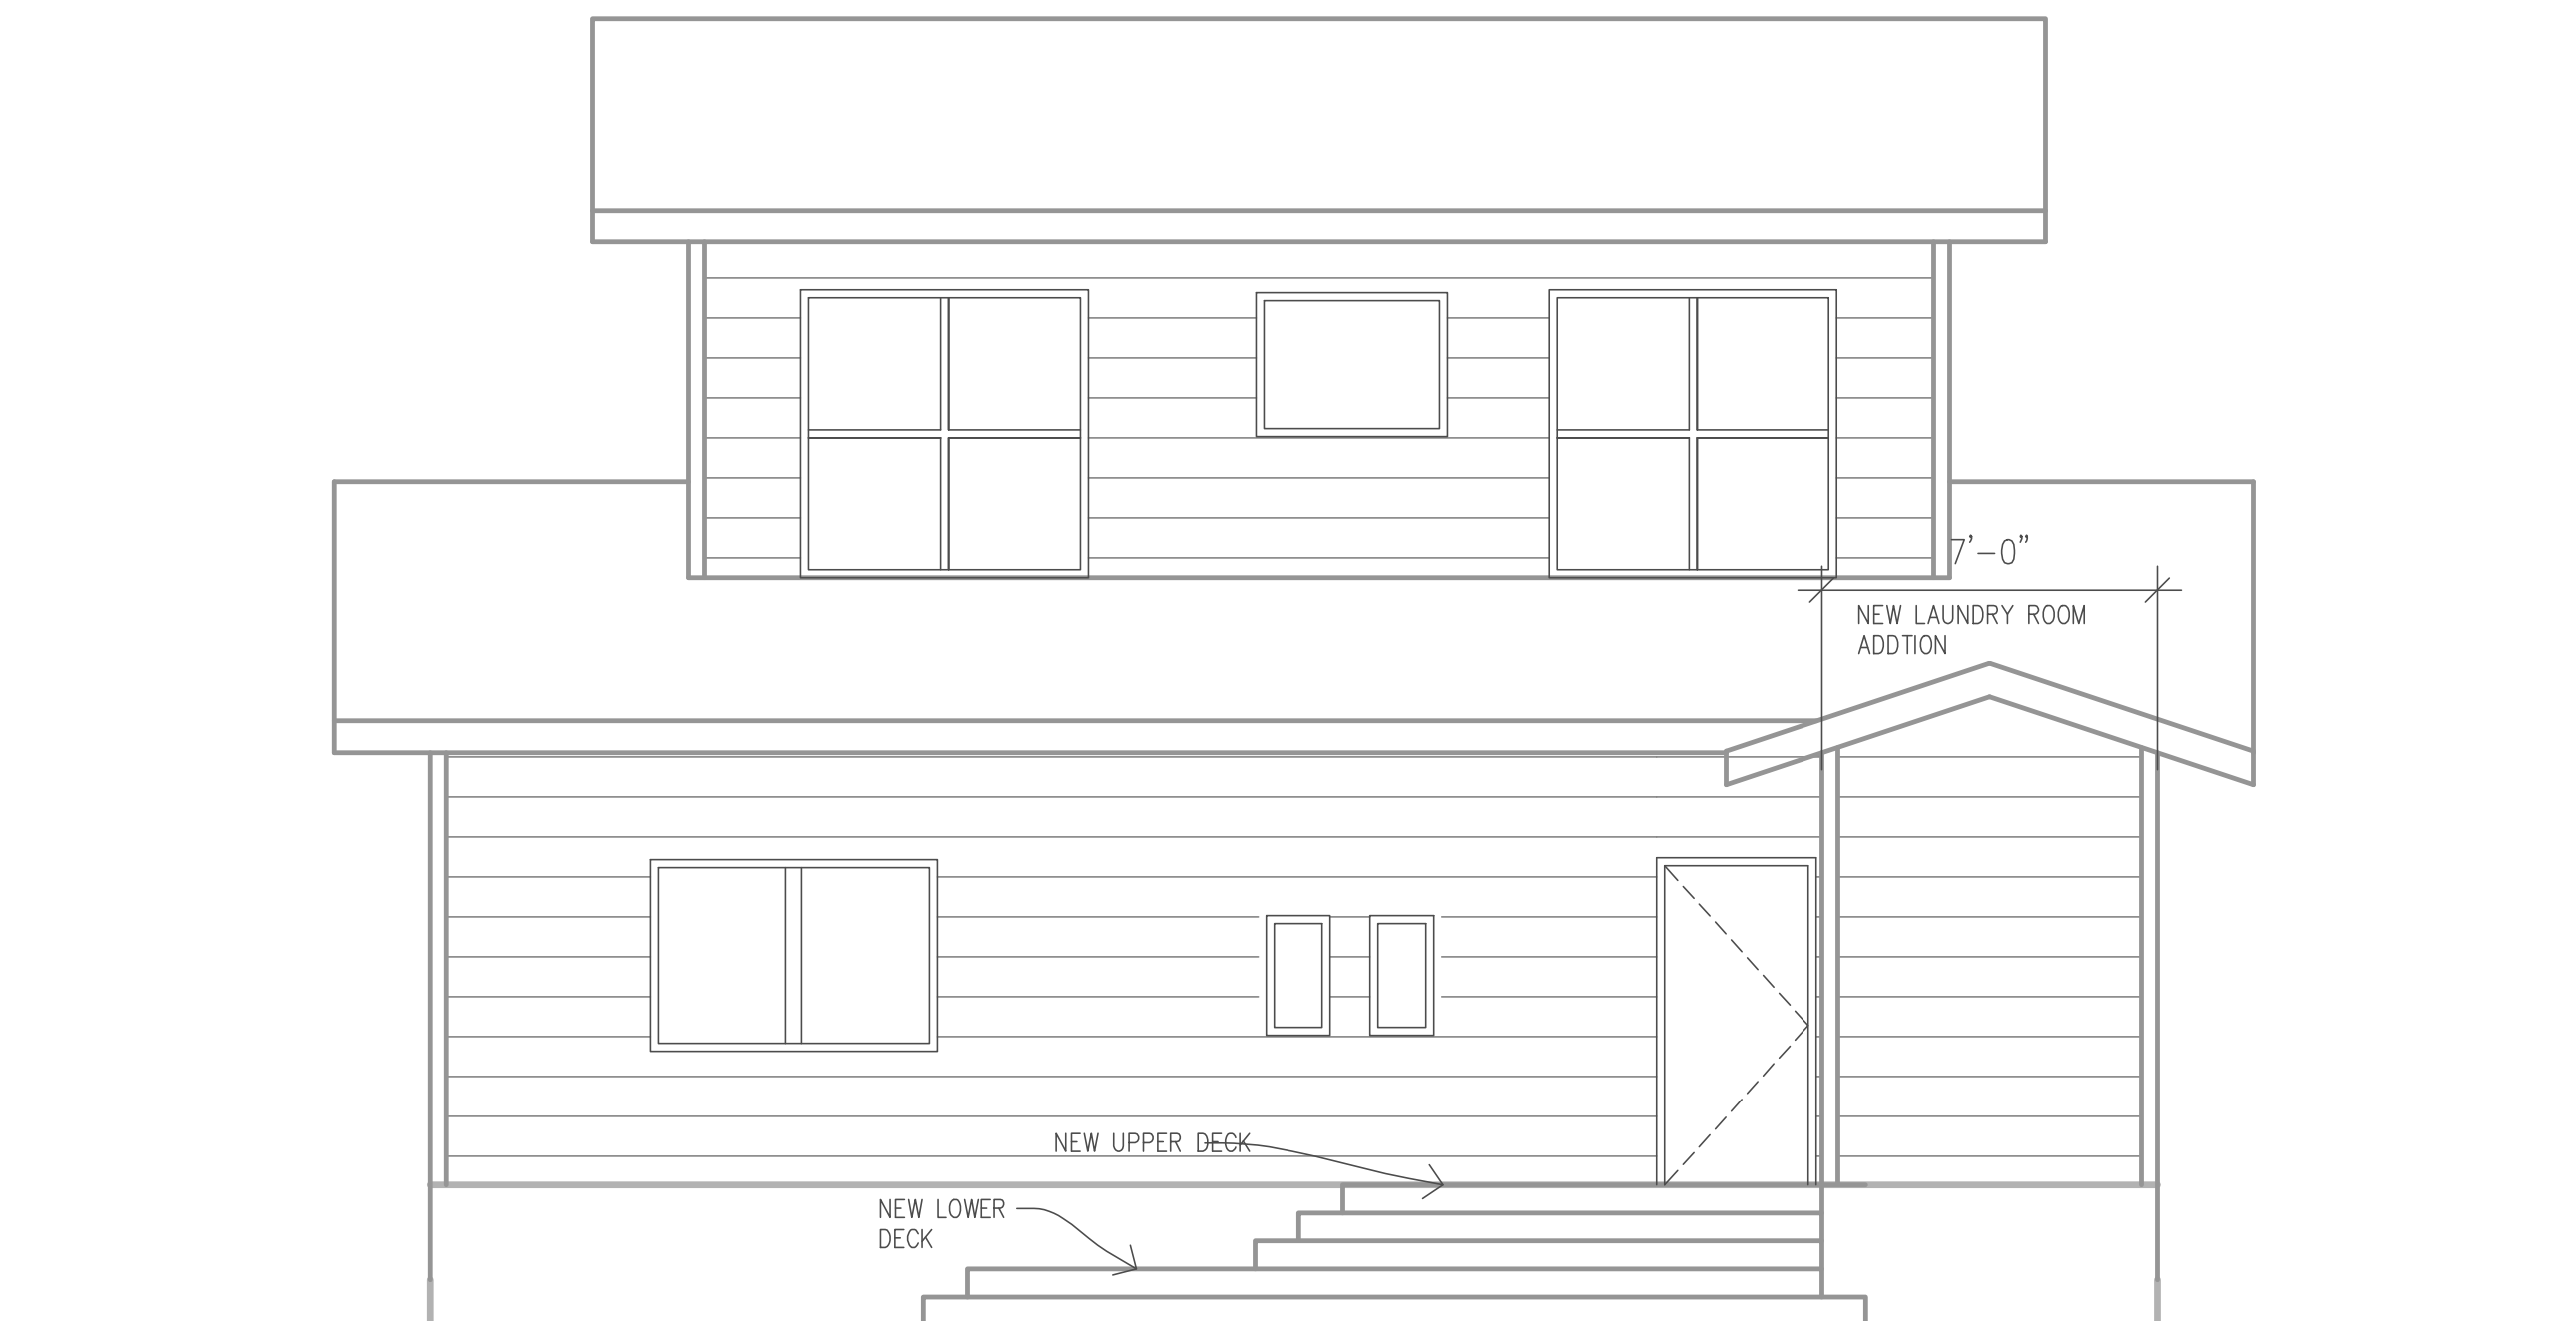 7'-0"
NEW LAUNDRY ROOM
ADDTION
NEW UPPER DECK
NEW LOWER
DECK